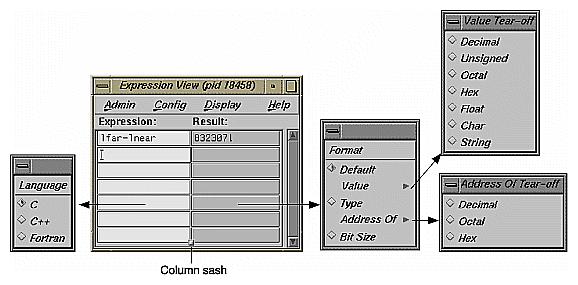 Value Tear-off
Decimal
Unsigned
Octal
Hex
Float
Char
String
Expression View (pid 18458)
Admin Config Display Help
Expression: Result:
lfar-lnear 8323071
Format
Default
Value
Type
Address Of
Bit Size
Language
C
C++
Fortran
Address Of Tear-off
Decimal
Octal
Hex
Column sash